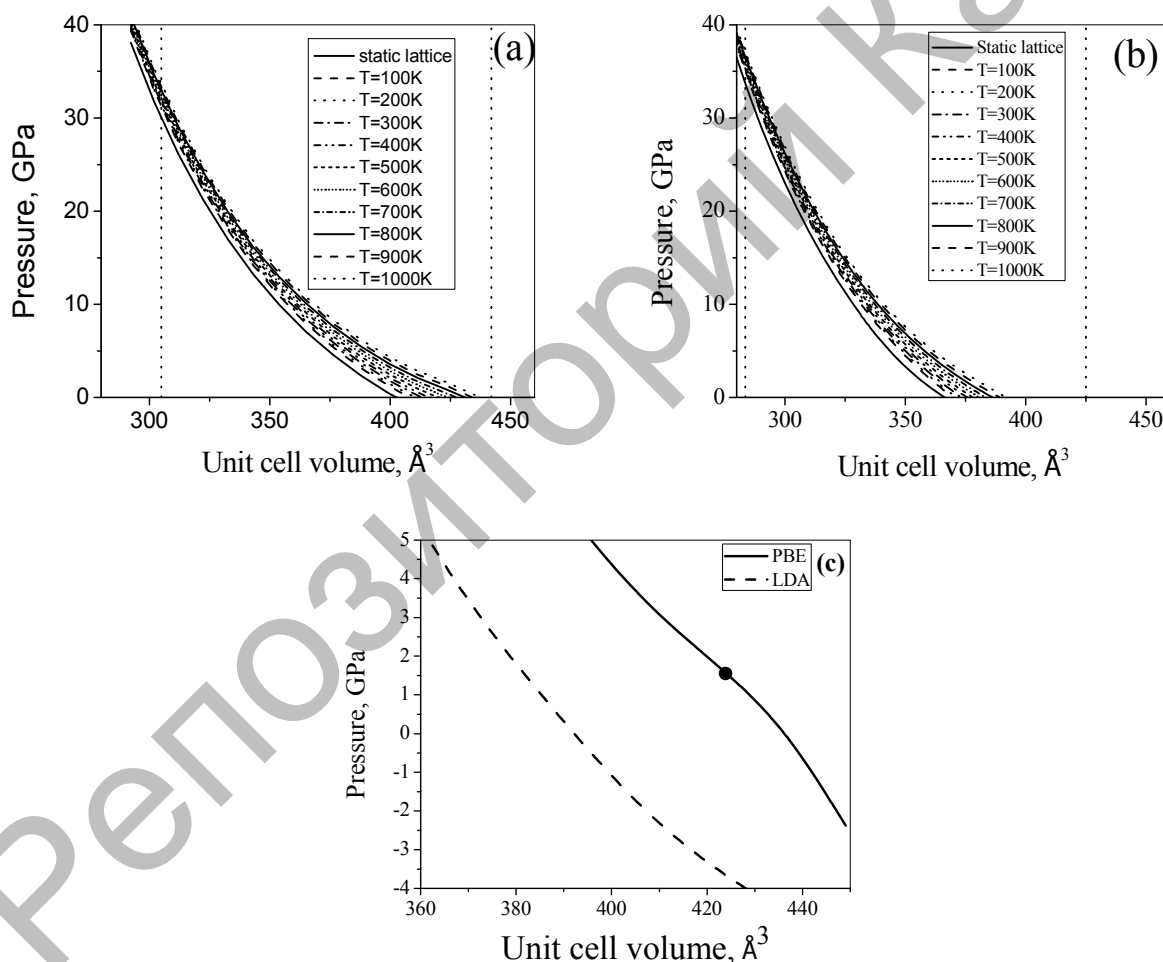 40
30
20
10
0
300
350
400
450
Pressure, GPa
Unit cell volume, Å³
(a)
static lattice
T=100K
T=200K
T=300K
T=400K
T=500K
T=600K
T=700K
T=800K
T=900K
T=1000K
40
30
20
10
0
300
350
400
450
Pressure, GPa
Unit cell volume, Å³
(b)
Static lattice
T=100K
T=200K
T=300K
T=400K
T=500K
T=600K
T=700K
T=800K
T=900K
T=1000K
5
4
3
2
1
0
-1
-2
-3
-4
360
380
400
420
440
Pressure, GPa
Unit cell volume, Å³
PBE
LDA
(c)
Репозиторий Ка